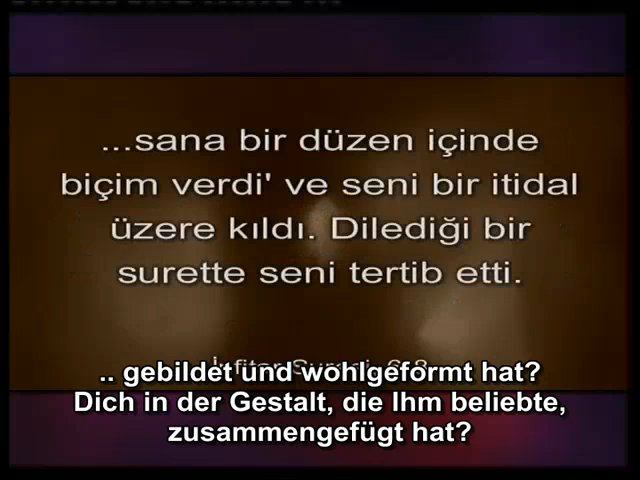 ...sana bir düzen içinde
biçim verdi' ve seni bir itidal
üzere kıldı. Dilediği bir
surette seni tertib etti.
.. gebildet und wohlgeformt hat?
Dich in der Gestalt, die Ihm beliebte,
zusammengefügt hat?